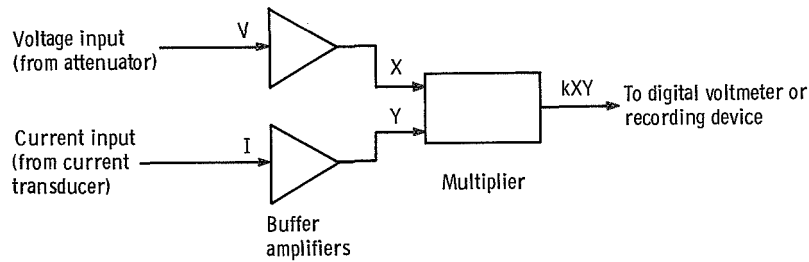 Voltage input
(from attenuator)
V
X
kXY
To digital voltmeter or
recording device
Current input
(from current
transducer)
I
Y
Multiplier
Buffer
amplifiers